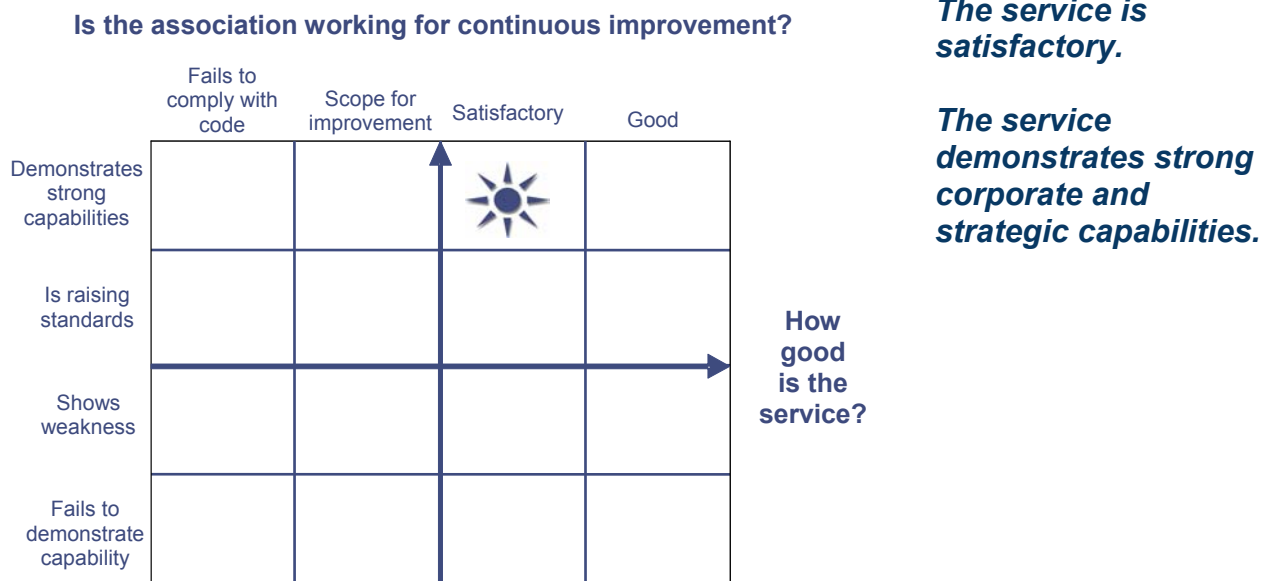 Is the association working for continuous improvement?
Fails to
comply with
code
Scope for
improvement
Satisfactory
Good
Demonstrates
strong
capabilities
Is raising
standards
Shows
weakness
Fails to
demonstrate
capability
How
good
is the
service?
The service is
satisfactory.
The service
demonstrates strong
corporate and
strategic capabilities.